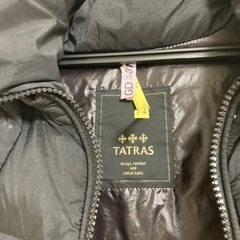 TATRAS
design, comfort
and
casual basic